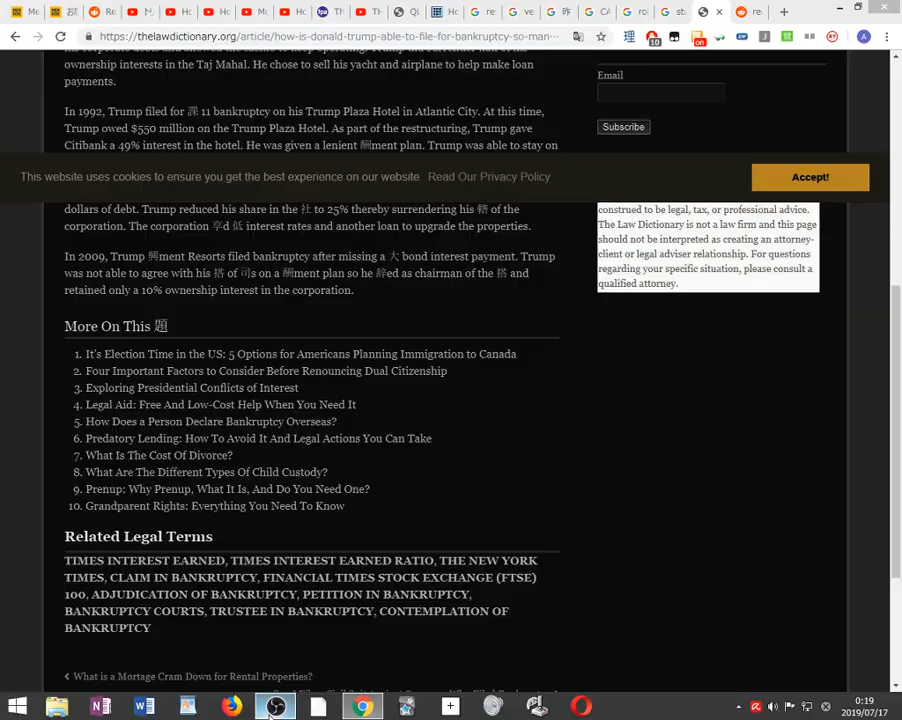 https://thelawdictionary.org/article/how-is-donald-trump-able-to-file-for-bankruptcy-so-man...
ownership interests in the Taj Mahal. He chose to sell his yacht and airplane to help make loan
payments.
In 1992, Trump filed for 課 11 bankruptcy on his Trump Plaza Hotel in Atlantic City. At this time,
Trump owed $550 million on the Trump Plaza Hotel. As part of the restructuring, Trump gave
Citibank a 49% interest in the hotel. He was given a lenient 酬ment plan. Trump was able to stay on
This website uses cookies to ensure you get the best experience on our website. Read Our Privacy Policy
Accept!
dollars of debt. Trump reduced his share in the 社 to 25% thereby surrendering his 轄 of the
corporation. The corporation 享d 低 interest rates and another loan to upgrade the properties.
In 2009, Trump 興ment Resorts filed bankruptcy after missing a 大 bond interest payment. Trump
was not able to agree with his 搭 of 司s on a 酬ment plan so he 辞ed as chairman of the 搭 and
retained only a 10% ownership interest in the corporation.
More On This 題
1. It's Election Time in the US: 5 Options for Americans Planning Immigration to Canada
2. Four Important Factors to Consider Before Renouncing Dual Citizenship
3. Exploring Presidential Conflicts of Interest
4. Legal Aid: Free And Low-Cost Help When You Need It
5. How Does a Person Declare Bankruptcy Overseas?
6. Predatory Lending: How To Avoid It And Legal Actions You Can Take
7. What Is The Cost Of Divorce?
8. What Are The Different Types Of Child Custody?
9. Prenup: Why Prenup, What It Is, And Do You Need One?
10. Grandparent Rights: Everything You Need To Know
Related Legal Terms
TIMES INTEREST EARNED, TIMES INTEREST EARNED RATIO, THE NEW YORK
TIMES, CLAIM IN BANKRUPTCY, FINANCIAL TIMES STOCK EXCHANGE (FTSE)
100, ADJUDICATION OF BANKRUPTCY, PETITION IN BANKRUPTCY,
BANKRUPTCY COURTS, TRUSTEE IN BANKRUPTCY, CONTEMPLATION OF
BANKRUPTCY
What is a Mortage Cram Down for Rental Properties?
Email
Subscribe
construed to be legal, tax, or professional advice.
The Law Dictionary is not a law firm and this page
should not be interpreted as creating an attorney-
client or legal adviser relationship. For questions
regarding your specific situation, please consult a
qualified attorney.
0:19
2019/07/17